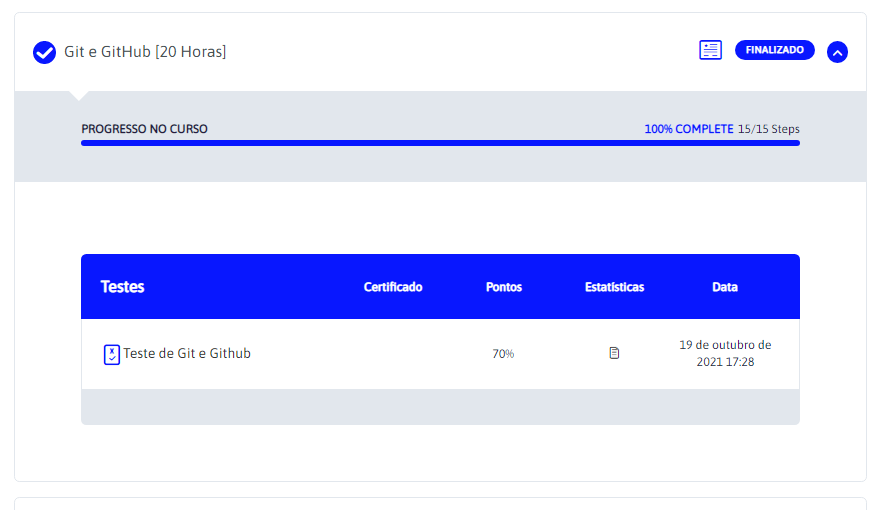 Git e GitHub [20 Horas]
FINALIZADO
PROGRESSO NO CURSO
100% COMPLETE 15/15 Steps
Testes Certificado Pontos Estatísticas Data
Teste de Git e Github 70% 19 de outubro de
2021 17:28